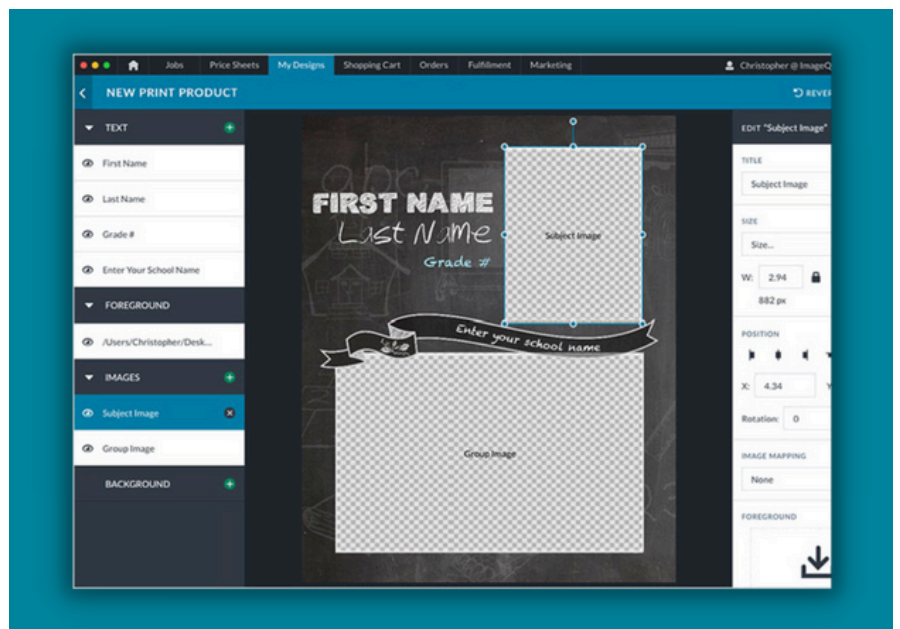 Jobs Price Sheets My Designs Shopping Cart Orders Fulfillment Marketing Christopher @ ImageQ
NEW PRINT PRODUCT REVER
TEXT
First Name
Last Name
Grade #
Enter Your School Name
FOREGROUND
/Users/Christopher/Desk...
IMAGES
Subject Image
Group Image
BACKGROUND
FIRST NAME
Last Name
Grade #
Subject Image
Enter your school name
Group Image
EDIT "Subject Image"
TITLE
Subject Image
SIZE
Size...
W: 2.94
882 px
POSITION
X: 4.34 Y
Rotation: 0
IMAGE MAPPING
None
FOREGROUND